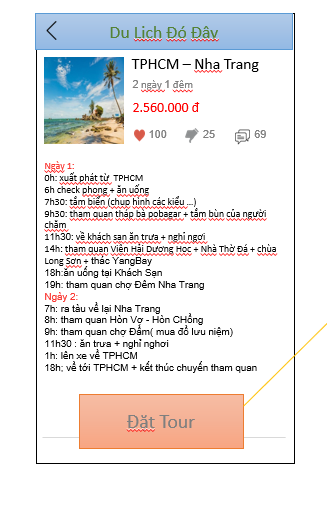 Du Lịch Đó Đây
TPHCM – Nha Trang
2 ngày 1 đêm
2.560.000 đ
100 25 69
Ngày 1:
0h: xuất phát từ TPHCM
6h check phong + ăn uống
7h30: tắm biển (chụp hình các kiểu ...)
9h30: tham quan tháp bà pobagar + tắm bùn của người
chăm
11h30: về khách sạn ăn trưa + nghỉ ngơi
14h: tham quan Viện Hải Dương Học + Nhà Thờ Đá + chùa
Long Sơn + thác YangBay
18h:ăn uống tại Khách Sạn
19h: tham quan chợ Đêm Nha Trang
Ngày 2:
7h: ra tàu về lại Nha Trang
8h: tham quan Hòn Vợ - Hòn CHồng
9h: tham quan chợ Đầm( mua đồ lưu niệm)
11h30 : ăn trưa + nghỉ nghơi
1h: lên xe về TPHCM
18h; về tới TPHCM + kết thúc chuyến tham quan
Đặt Tour